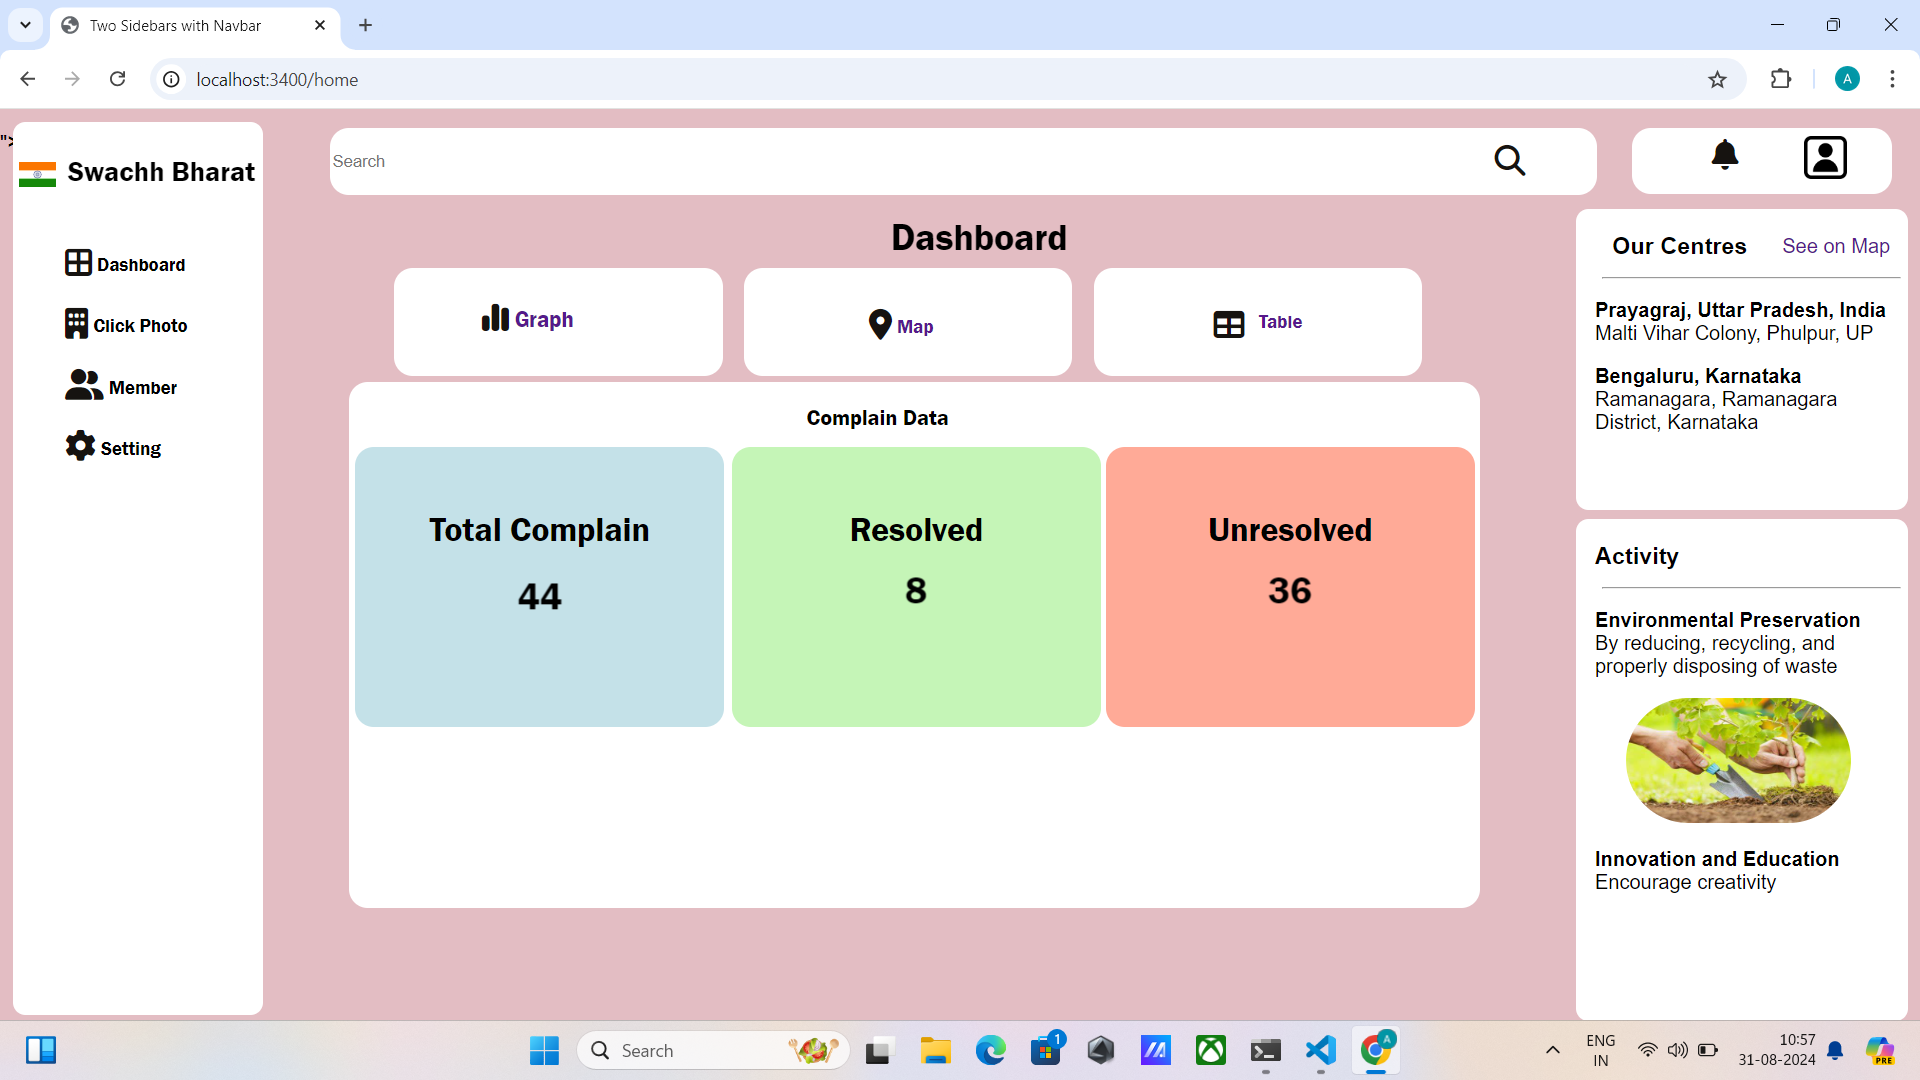 Two Sidebars with Navbar
localhost:3400/home
A
">
Swachh Bharat
Dashboard
Click Photo
Member
Setting
Search
Dashboard
Graph
Map
Table
Complain Data
Total Complain
44
Resolved
8
Unresolved
36
Our Centres See on Map
Prayagraj, Uttar Pradesh, India
Malti Vihar Colony, Phulpur, UP
Bengaluru, Karnataka
Ramanagara, Ramanagara
District, Karnataka
Activity
Environmental Preservation
By reducing, recycling, and
properly disposing of waste
Innovation and Education
Encourage creativity
Search
1
A
ENG
IN
10:57
31-08-2024
PRE